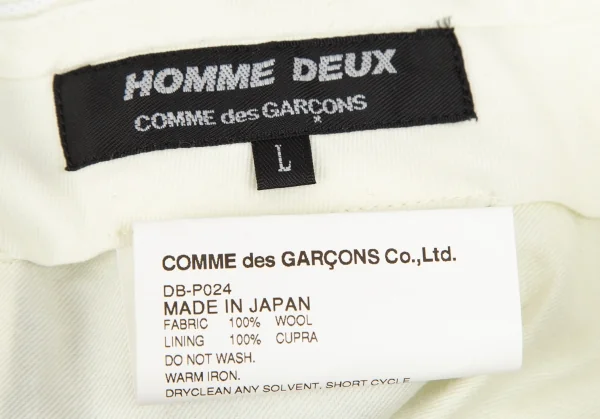 HOMME DEUX
COMME des GARÇONS
L
COMME des GARÇONS Co.,Ltd.
DB-P024
MADE IN JAPAN
FABRIC 100% WOOL
LINING 100% CUPRA
DO NOT WASH.
WARM IRON.
DRYCLEAN ANY SOLVENT, SHORT CYCLE